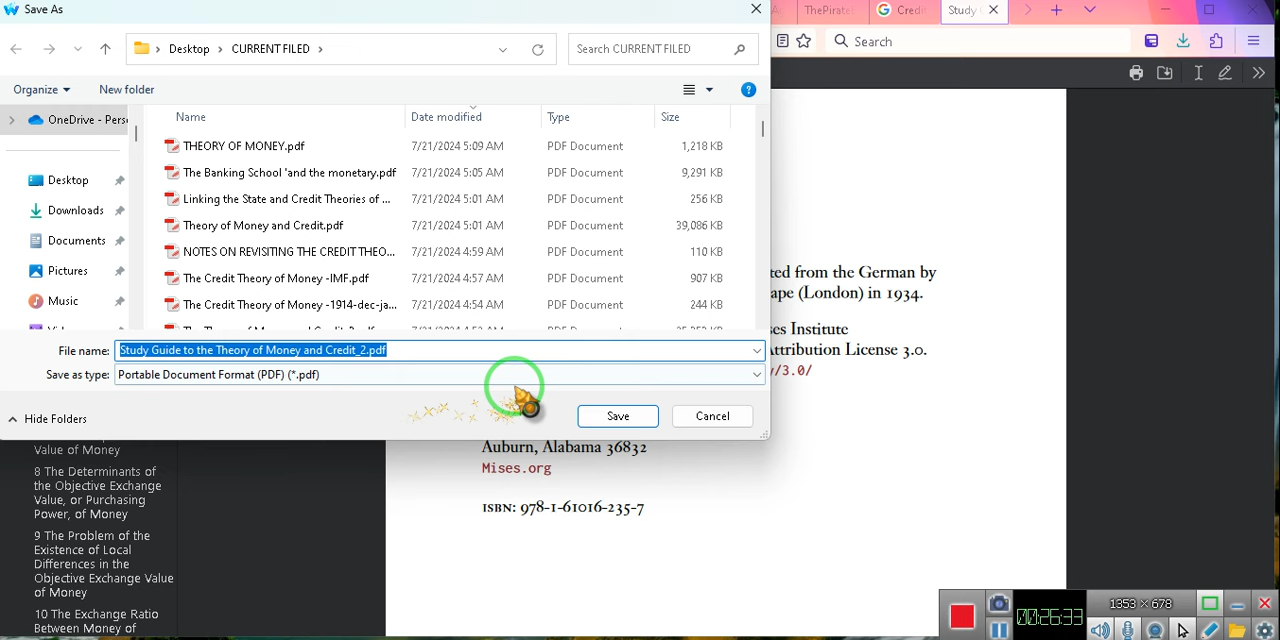 Save As
Desktop
CURRENT FILED
Search CURRENT FILED
Organize
New folder
OneDrive - Pers
Name
Date modified
Type
Size
Desktop
Downloads
Documents
Pictures
Music
THEORY OF MONEY.pdf 7/21/2024 5:09 AM PDF Document 1,218 KB
The Banking School 'and the monetary.pdf 7/21/2024 5:05 AM PDF Document 9,291 KB
Linking the State and Credit Theories of ... 7/21/2024 5:01 AM PDF Document 256 KB
Theory of Money and Credit.pdf 7/21/2024 5:01 AM PDF Document 39,086 KB
NOTES ON REVISITING THE CREDIT THEO... 7/21/2024 4:59 AM PDF Document 110 KB
The Credit Theory of Money -IMF.pdf 7/21/2024 4:57 AM PDF Document 907 KB
The Credit Theory of Money -1914-dec-ja... 7/21/2024 4:54 AM PDF Document 244 KB
File name: Study Guide to the Theory of Money and Credit_2.pdf
Save as type: Portable Document Format (PDF) (*.pdf)
Hide Folders
Save
Cancel
ThePirate
Credi
Study
Search
ted from the German by
ape (London) in 1934.
ses Institute
Attribution License 3.0.
y/3.0/
Auburn, Alabama 36832
Mises.org
ISBN: 978-1-61016-235-7
Value of Money
8 The Determinants of
the Objective Exchange
Value, or Purchasing
Power, of Money
9 The Problem of the
Existence of Local
Differences in the
Objective Exchange Value
of Money
10 The Exchange Ratio
Between Money of
1353 × 678
00:26:33